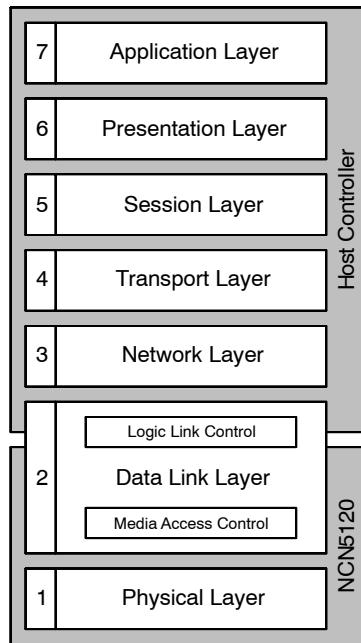 7 Application Layer
6 Presentation Layer
5 Session Layer
4 Transport Layer
3 Network Layer
Host Controller
Logic Link Control
2 Data Link Layer
Media Access Control
1 Physical Layer
NCN5120